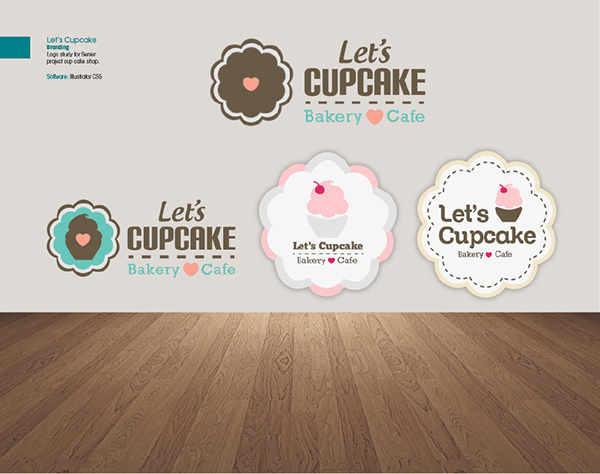 Let's Cupcake
Branding
Logo study for Senior
project cup cake shop.
Software: Illustrator CS5
Let's
CUPCAKE
Bakery Cafe
Let's
CUPCAKE
Bakery Cafe
Let's Cupcake
Bakery Cafe
Let's
Cupcake
Bakery Cafe